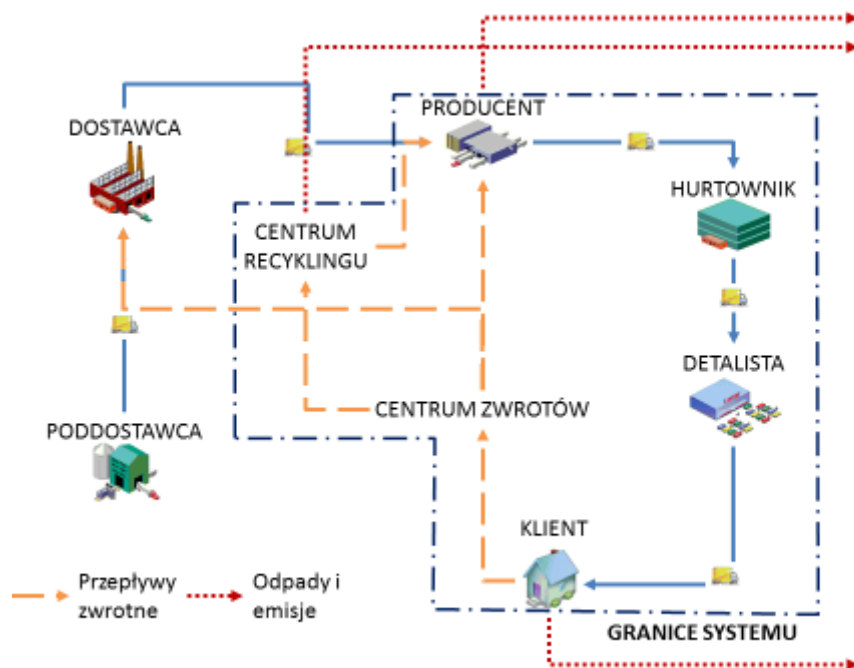 PRODUCENT
DOSTAWCA
HURTOWNIK
CENTRUM
RECYKLINGU
DETALISTA
CENTRUM ZWROTÓW
PODDOSTAWCA
KLIENT
Przepływy
zwrotne
Odpady i
emisje
GRANICE SYSTEMU